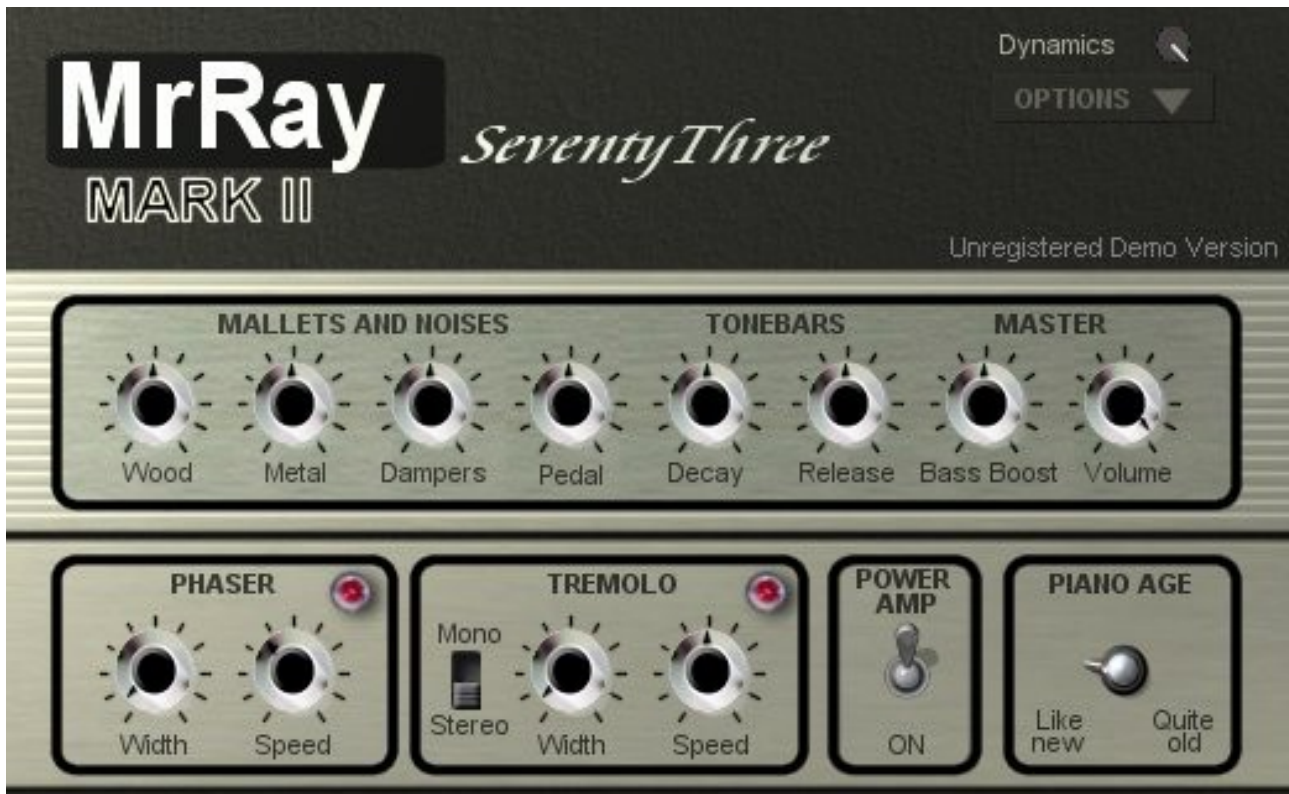 MrRay
MARK II
SeventyThree
Dynamics
OPTIONS
Unregistered Demo Version
MALLETS AND NOISES
TONEBARS
MASTER
Wood
Metal
Dampers
Pedal
Decay
Release
Bass Boost
Volume
PHASER
Width
Speed
TREMOLO
Mono
Stereo
Width
Speed
POWER
AMP
ON
PIANO AGE
Like
new
Quite
old